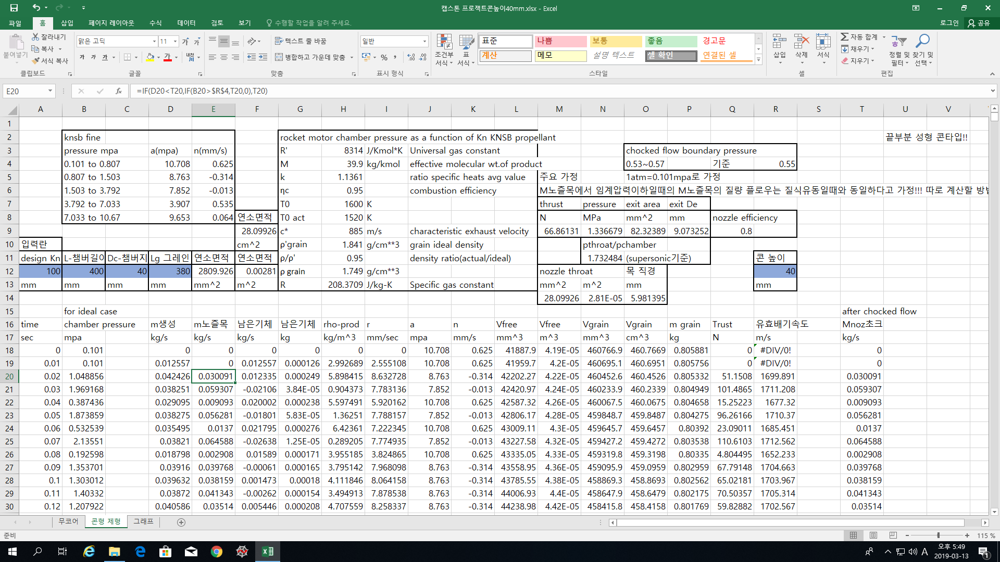 캡스톤 프로젝트콘높이40mm.xlsx - Excel
파일 홈 삽입 페이지 레이아웃 수식 데이터 검토 보기 수행할 작업을 알려 주세요. 로그인 공유
붙여넣기 잘라내기 복사 서식 복사 클립보드
맑은 고딕 11 가 가 가 가 가 가 내천 글꼴
텍스트 줄 바꿈 병합하고 가운데 맞춤 맞춤
일반 % 표시 형식
조건부 서식 표 서식 표준 나쁨 보통 좋음 경고문
계산 메모 설명 텍스트 셀 확인 연결된 셀 스타일
삽입 삭제 서식 셀
자동 합계 채우기 지우기 정렬 및 필터 찾기 및 선택 편집
E20 fx =IF(D20<T20,IF(B20>$R$4,T20,0),T20)
A B C D E F G H I J K L M N O P Q R S T U V
1
2 knsb fine rocket motor chamber pressure as a function of Kn KNSB propellant 끝부분 성형 콘타입!!
3 pressure mpa a(mpa) n(mm/s) R' 8314 J/Kmol*K Universal gas constant chocked flow boundary pressure
4 0.101 to 0.807 10.708 0.625 M 39.9 kg/kmol effective molecular wt.of product 0.53~0.57 기준 0.55
5 0.807 to 1.503 8.763 -0.314 k 1.1361 ratio specific heats avg value 주요 가정 1atm=0.101mpa로 가정
6 1.503 to 3.792 7.852 -0.013 ηc 0.95 combustion efficiency M노즐목에서 임계압력이하일때의 M노즐목의 질량 플로우는 질식유동일때와 동일하다고 가정!!! 따로 계산할 방법
7 3.792 to 7.033 3.907 0.535 T0 1600 K thrust pressure exit area exit De
8 7.033 to 10.67 9.653 0.064 연소면적 T0 act 1520 K N MPa mm^2 mm nozzle efficiency
9 28.09926 c* 885 m/s characteristic exhaust velocity 66.86131 1.336679 82.32389 9.073252 0.8
10 입력란 cm^2 ρ'grain 1.841 g/cm**3 grain ideal density pthroat/pchamber
11 design Kn L-챔버길이 Dc-챔버지 Lg 그레인 연소면적 연소면적 ρ/ρ' 0.95 density ratio(actual/ideal) 1.732484 (supersonic기준) 콘 높이
12 100 400 40 380 2809.926 0.00281 ρ grain 1.749 g/cm**3 nozzle throat 목 직경 40
13 mm mm mm mm mm^2 m^2 R 208.3709 J/kg-K Specific gas constant mm^2 m^2 mm mm
14 28.09926 2.81E-05 5.981395
15 for ideal case after chocked flow
16 time chamber pressure m생성 m노즐목 남은기체 남은기체 rho-prod r a n Vfree Vfree Vgrain Vgrain m grain Trust 유효배기속도 Mnoz초크
17 sec mpa kg/s kg/s kg/s kg kg/m^3 mm/sec mpa mm/s mm^3 m^3 mm^3 cm^3 kg N m/s kg/s
18 0 0.101 0 0 0 0 0 0 10.708 0.625 41887.9 4.19E-05 460766.9 460.7669 0.805881 0 #DIV/0! 0
19 0.01 0.101 0.012557 0 0.012557 0.000126 2.992689 2.555108 10.708 0.625 41959.7 4.2E-05 460695.1 460.6951 0.805756 0 #DIV/0! 0
20 0.02 1.048856 0.042426 0.030091 0.012335 0.000249 5.898415 8.632728 8.763 -0.314 42202.27 4.22E-05 460452.6 460.4526 0.805332 51.1508 1699.891 0.030091
21 0.03 1.969168 0.038251 0.059307 -0.02106 3.84E-05 0.904373 7.783136 7.852 -0.013 42420.97 4.24E-05 460233.9 460.2339 0.804949 101.4865 1711.208 0.059307
22 0.04 0.387436 0.029095 0.009093 0.020002 0.000238 5.597491 5.920162 10.708 0.625 42587.32 4.26E-05 460067.5 460.0675 0.804658 15.25223 1677.32 0.009093
23 0.05 1.873859 0.038275 0.056281 -0.01801 5.83E-05 1.36251 7.788157 7.852 -0.013 42806.17 4.28E-05 459848.7 459.8487 0.804275 96.26166 1710.37 0.056281
24 0.06 0.532539 0.035495 0.0137 0.021795 0.000276 6.42361 7.222345 10.708 0.625 43009.11 4.3E-05 459645.7 459.6457 0.80392 23.09011 1685.451 0.0137
25 0.07 2.13551 0.03821 0.064588 -0.02638 1.25E-05 0.289205 7.774935 7.852 -0.013 43227.58 4.32E-05 459427.2 459.4272 0.803538 110.6103 1712.562 0.064588
26 0.08 0.192598 0.018798 0.002908 0.01589 0.000171 3.955185 3.824865 10.708 0.625 43335.05 4.33E-05 459319.8 459.3198 0.80335 4.804495 1652.233 0.002908
27 0.09 1.353701 0.03916 0.039768 -0.00061 0.000165 3.795142 7.968098 8.763 -0.314 43558.95 4.36E-05 459095.9 459.0959 0.802959 67.79148 1704.663 0.039768
28 0.1 1.303012 0.039632 0.038159 0.001473 0.00018 4.111846 8.064158 8.763 -0.314 43785.55 4.38E-05 458869.3 458.8693 0.802562 65.02181 1703.967 0.038159
29 0.11 1.40332 0.03872 0.041343 -0.00262 0.000154 3.494913 7.878538 8.763 -0.314 44006.93 4.4E-05 458647.9 458.6479 0.802175 70.50357 1705.314 0.041343
30 0.12 1.207922 0.040586 0.03514 0.005446 0.000208 4.707559 8.258337 8.763 -0.314 44238.98 4.42E-05 458415.8 458.4158 0.801769 59.82882 1702.567 0.03514
무코어 콘형 제형 그래프
준비 115 %
A 오후 5:49
2019-03-13 1